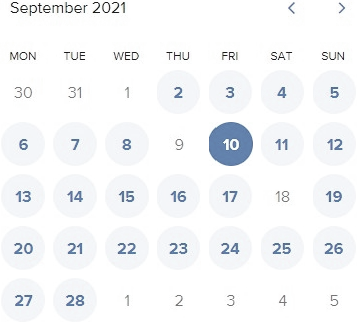 September 2021
MON TUE WED THU FRI SAT SUN
30 31 1 2 3 4 5
6 7 8 9 10 11 12
13 14 15 16 17 18 19
20 21 22 23 24 25 26
27 28 1 2 3 4 5